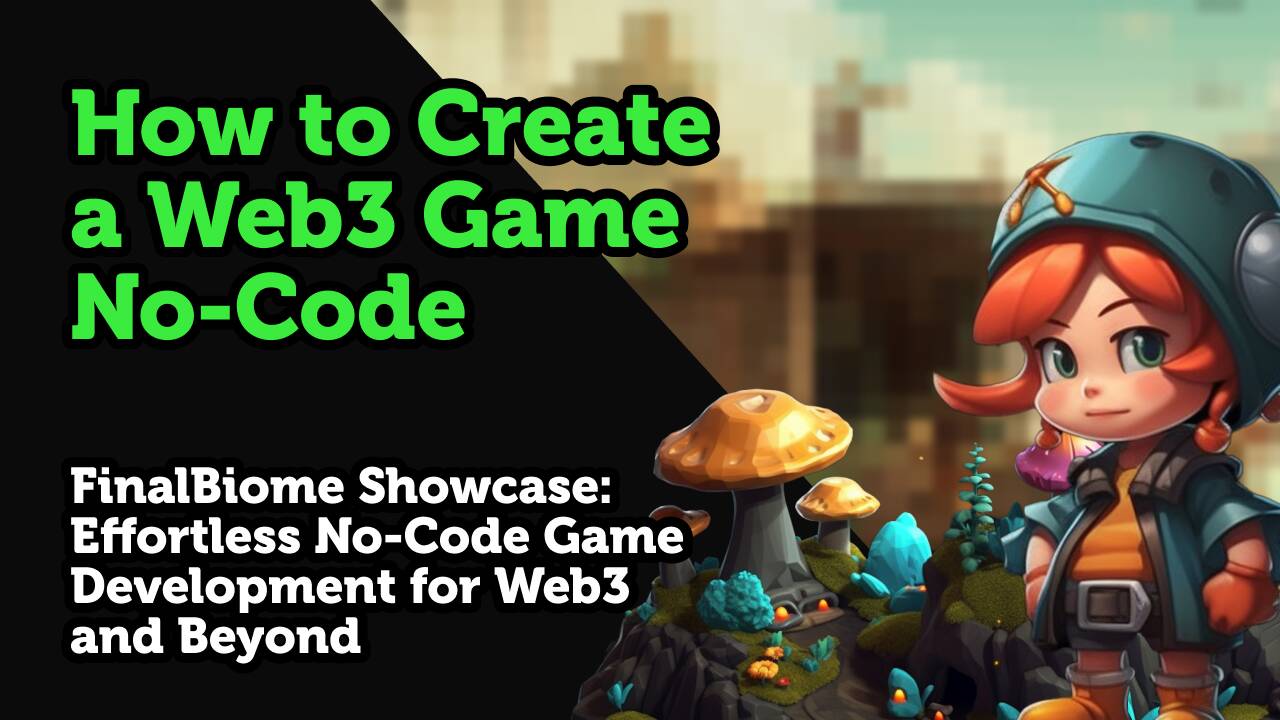 How to Create
a Web3 Game
No-Code
FinalBiome Showcase:
Effortless No-Code Game
Development for Web3
and Beyond